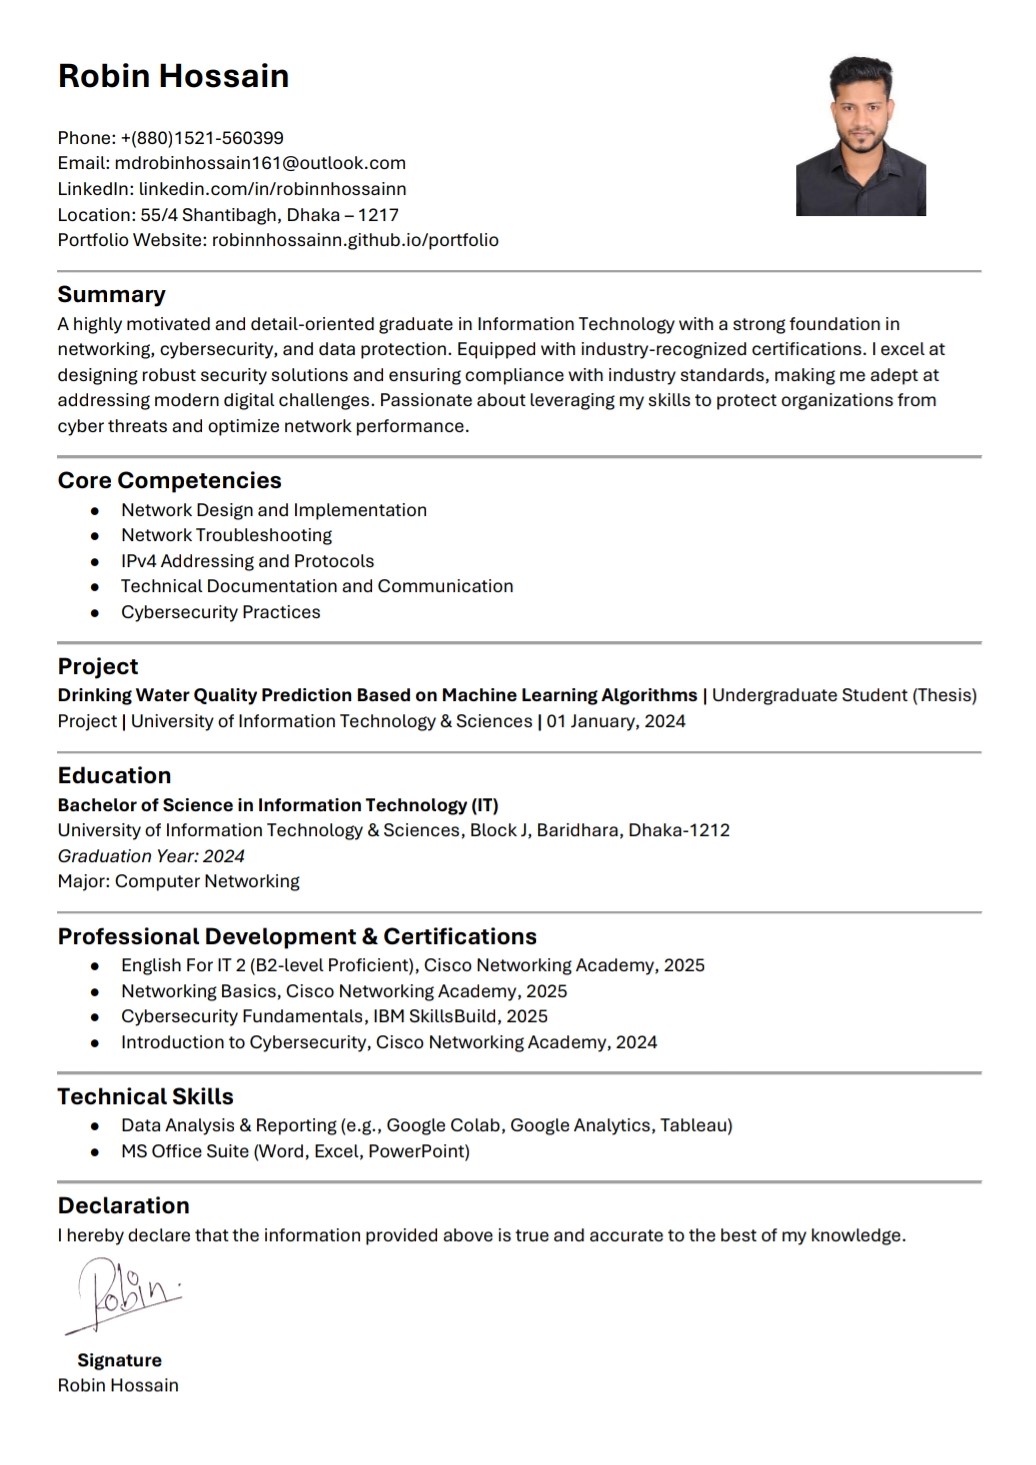 Robin Hossain
Phone: +(880)1521-560399
Email: mdrobinhossain161@outlook.com
LinkedIn: linkedin.com/in/robinnhossainn
Location: 55/4 Shantibagh, Dhaka – 1217
Portfolio Website: robinnhossainn.github.io/portfolio
Summary
A highly motivated and detail-oriented graduate in Information Technology with a strong foundation in
networking, cybersecurity, and data protection. Equipped with industry-recognized certifications. I excel at
designing robust security solutions and ensuring compliance with industry standards, making me adept at
addressing modern digital challenges. Passionate about leveraging my skills to protect organizations from
cyber threats and optimize network performance.
Core Competencies
● Network Design and Implementation
● Network Troubleshooting
● IPv4 Addressing and Protocols
● Technical Documentation and Communication
● Cybersecurity Practices
Project
Drinking Water Quality Prediction Based on Machine Learning Algorithms | Undergraduate Student (Thesis)
Project | University of Information Technology & Sciences | 01 January, 2024
Education
Bachelor of Science in Information Technology (IT)
University of Information Technology & Sciences, Block J, Baridhara, Dhaka-1212
Graduation Year: 2024
Major: Computer Networking
Professional Development & Certifications
● English For IT 2 (B2-level Proficient), Cisco Networking Academy, 2025
● Networking Basics, Cisco Networking Academy, 2025
● Cybersecurity Fundamentals, IBM SkillsBuild, 2025
● Introduction to Cybersecurity, Cisco Networking Academy, 2024
Technical Skills
● Data Analysis & Reporting (e.g., Google Colab, Google Analytics, Tableau)
● MS Office Suite (Word, Excel, PowerPoint)
Declaration
I hereby declare that the information provided above is true and accurate to the best of my knowledge.
Robin
Signature
Robin Hossain